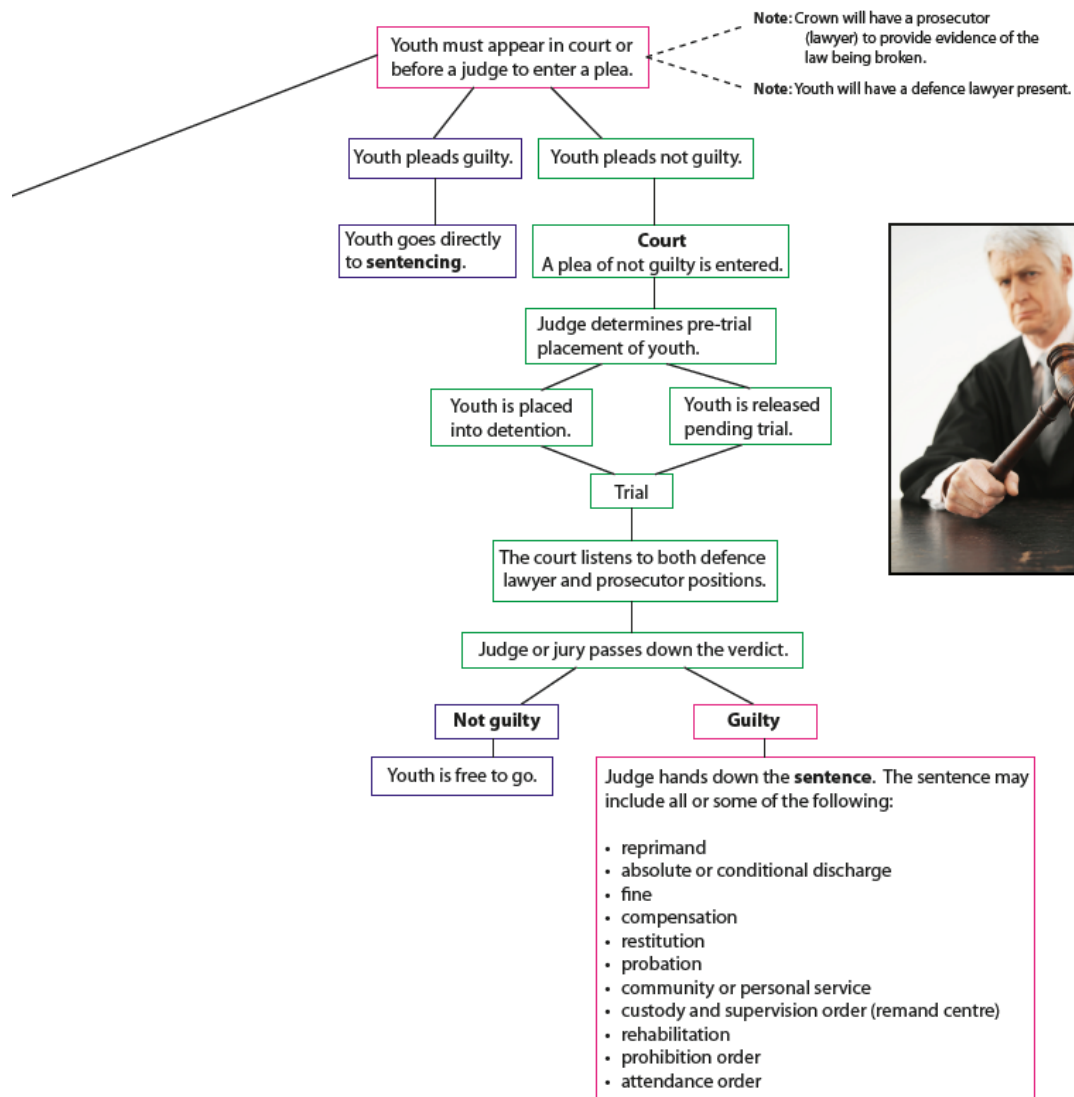 Youth must appear in court or
before a judge to enter a plea.
Note: Crown will have a prosecutor
(lawyer) to provide evidence of the
law being broken.
Note: Youth will have a defence lawyer present.
Youth pleads guilty.
Youth pleads not guilty.
Youth goes directly
to sentencing.
Court
A plea of not guilty is entered.
Judge determines pre-trial
placement of youth.
Youth is placed
into detention.
Youth is released
pending trial.
Trial
The court listens to both defence
lawyer and prosecutor positions.
Judge or jury passes down the verdict.
Not guilty
Guilty
Youth is free to go.
Judge hands down the sentence. The sentence may
include all or some of the following:
• reprimand
• absolute or conditional discharge
• fine
• compensation
• restitution
• probation
• community or personal service
• custody and supervision order (remand centre)
• rehabilitation
• prohibition order
• attendance order